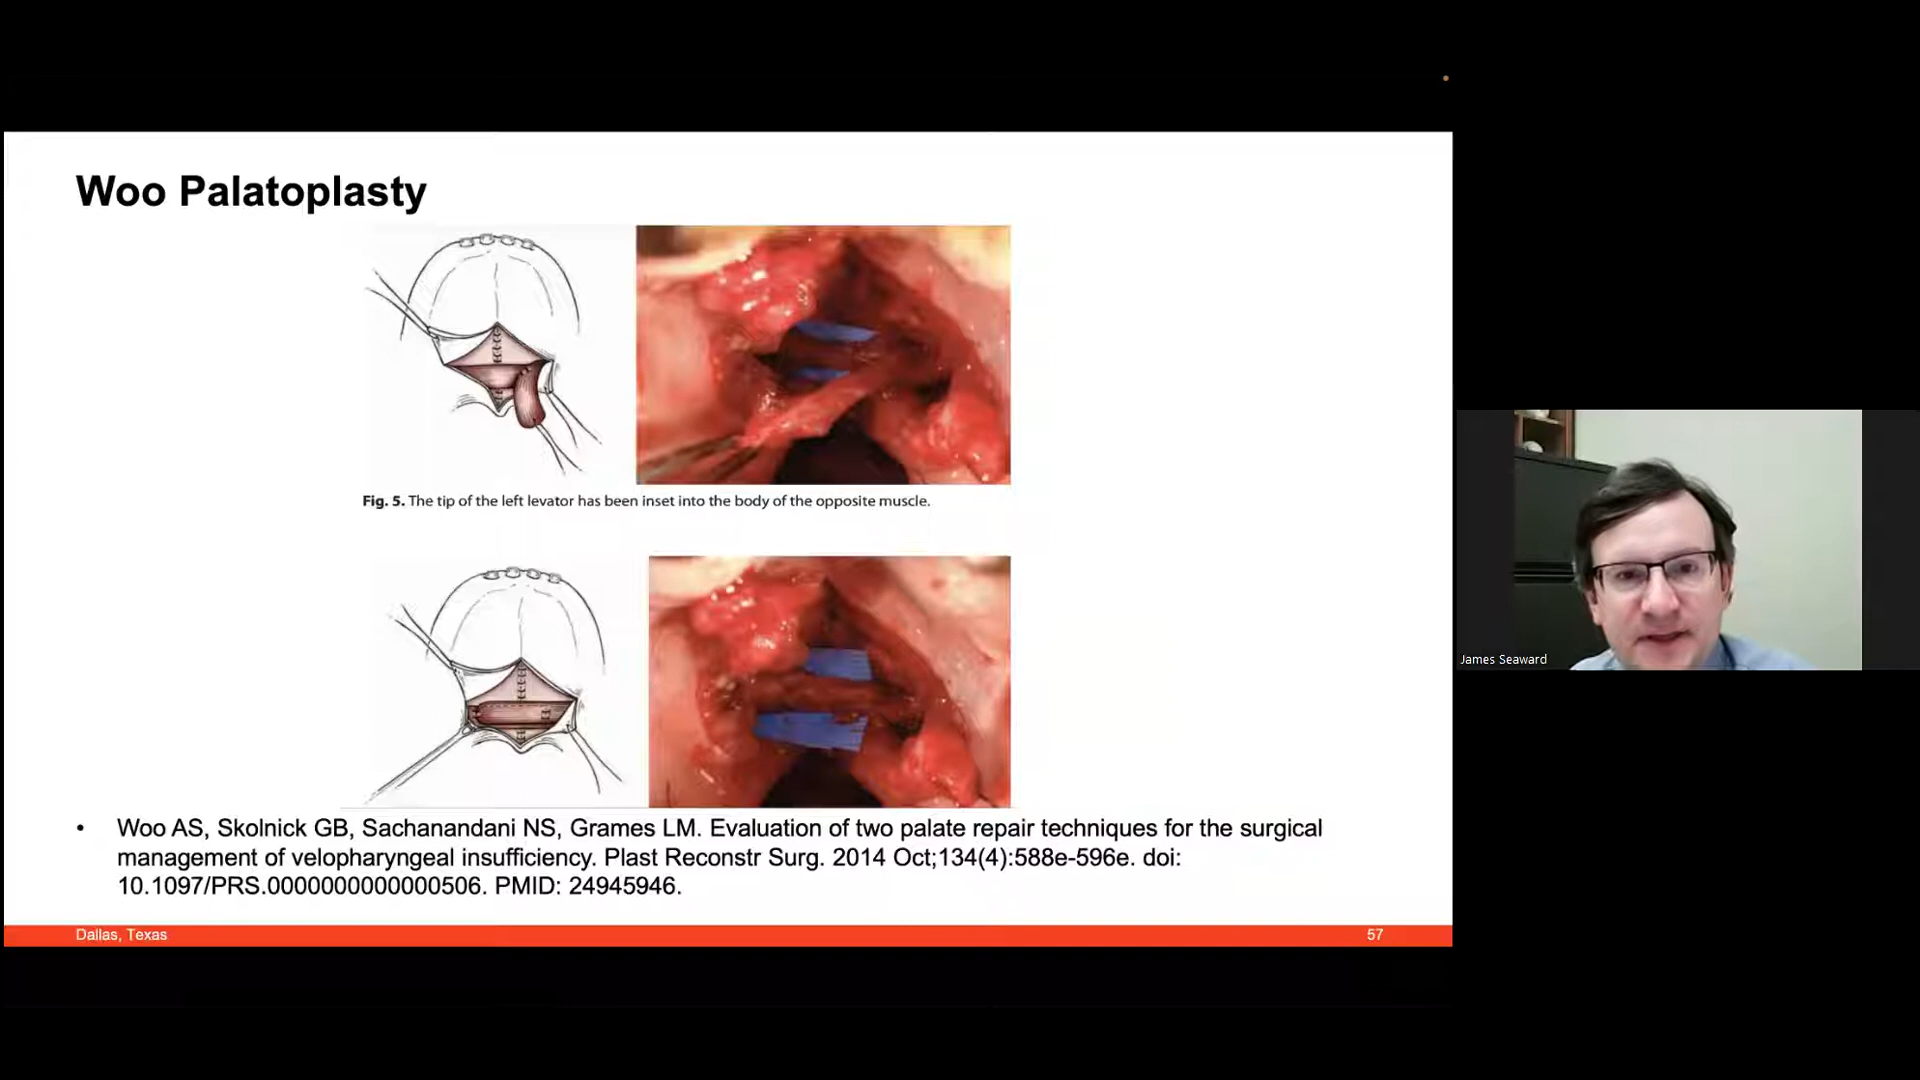 Woo Palatoplasty
Fig. 5. The tip of the left levator has been inset into the body of the opposite muscle.
• Woo AS, Skolnick GB, Sachanandani NS, Grames LM. Evaluation of two palate repair techniques for the surgical
management of velopharyngeal insufficiency. Plast Reconstr Surg. 2014 Oct;134(4):588e-596e. doi:
10.1097/PRS.0000000000000506. PMID: 24945946.
Dallas, Texas
57
James Seaward